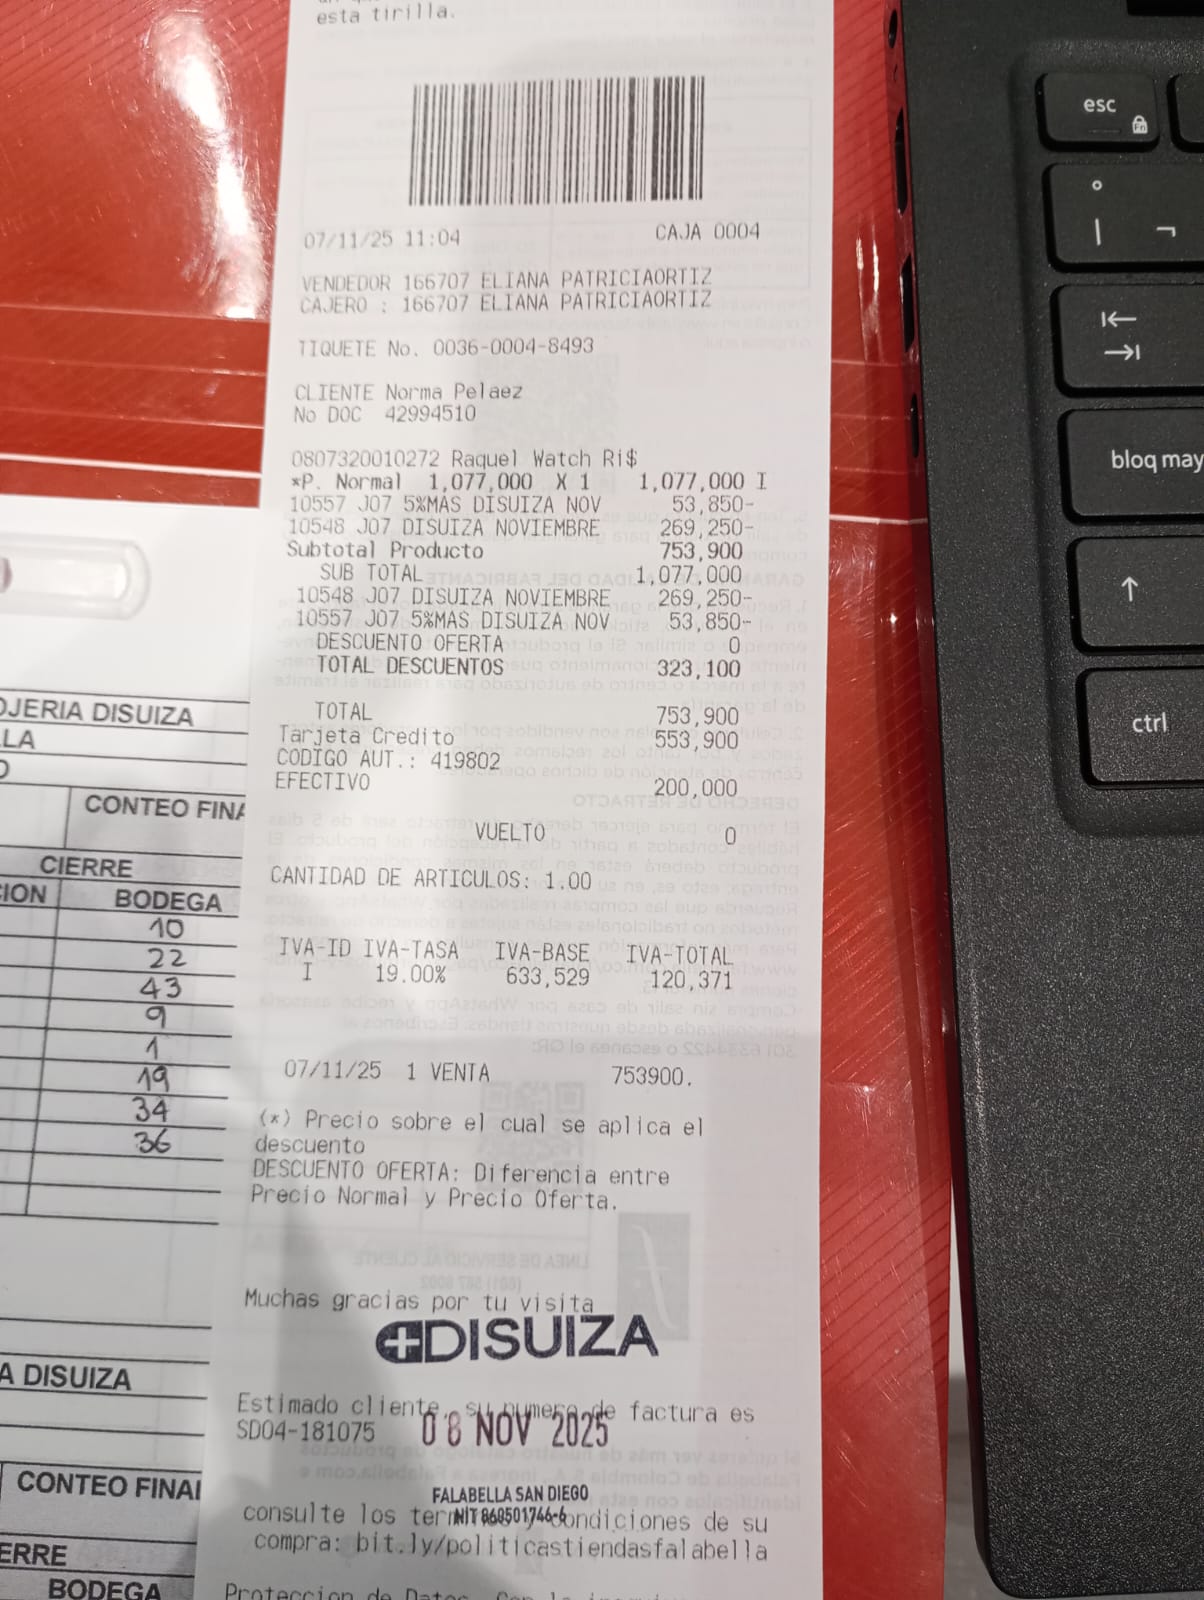 esta tirilla.
07/11/25 11:04 CAJA 0004
VENDEDOR 166707 ELIANA PATRICIAORTIZ
CAJERO : 166707 ELIANA PATRICIAORTIZ
TIQUETE No. 0036-0004-8493
CLIENTE Norma Pelaez
No DOC 42994510
0807320010272 Raquel Watch Ri$
*P. Normal 1,077,000 X 1 1,077,000 I
10557 J07 5%MAS DISUIZA NOV 53,850-
10548 J07 DISUIZA NOVIEMBRE 269,250-
Subtotal Producto 753,900
SUB TOTAL 1,077,000
10548 J07 DISUIZA NOVIEMBRE 269,250-
10557 J07 5%MAS DISUIZA NOV 53,850-
DESCUENTO OFERTA 0
TOTAL DESCUENTOS 323,100
TOTAL 753,900
Tarjeta Credito 553,900
CODIGO AUT.: 419802
EFECTIVO 200,000
VUELTO 0
CANTIDAD DE ARTICULOS: 1.00
IVA-ID IVA-TASA IVA-BASE IVA-TOTAL
I 19.00% 633,529 120,371
07/11/25 1 VENTA 753900.
(*) Precio sobre el cual se aplica el
descuento
DESCUENTO OFERTA: Diferencia entre
Precio Normal y Precio Oferta.
Muchas gracias por tu visita
DISUIZA
Estimado cliente, su numero de factura es
SD04-181075
08 NOV 2025
FALABELLA SAN DIEGO
consulte los condiciones de su
compra: bit.ly/politicastiendasfalabella
Proteccion de
OJERIA DISUIZA
LLA
O
CONTEO FINA
CIERRE
CION BODEGA
10
22
43
9
1
19
34
36
A DISUIZA
CONTEO FINAL
ERRE
BODEGA
esc
Fn
°
| ¬
bloq may
ctrl